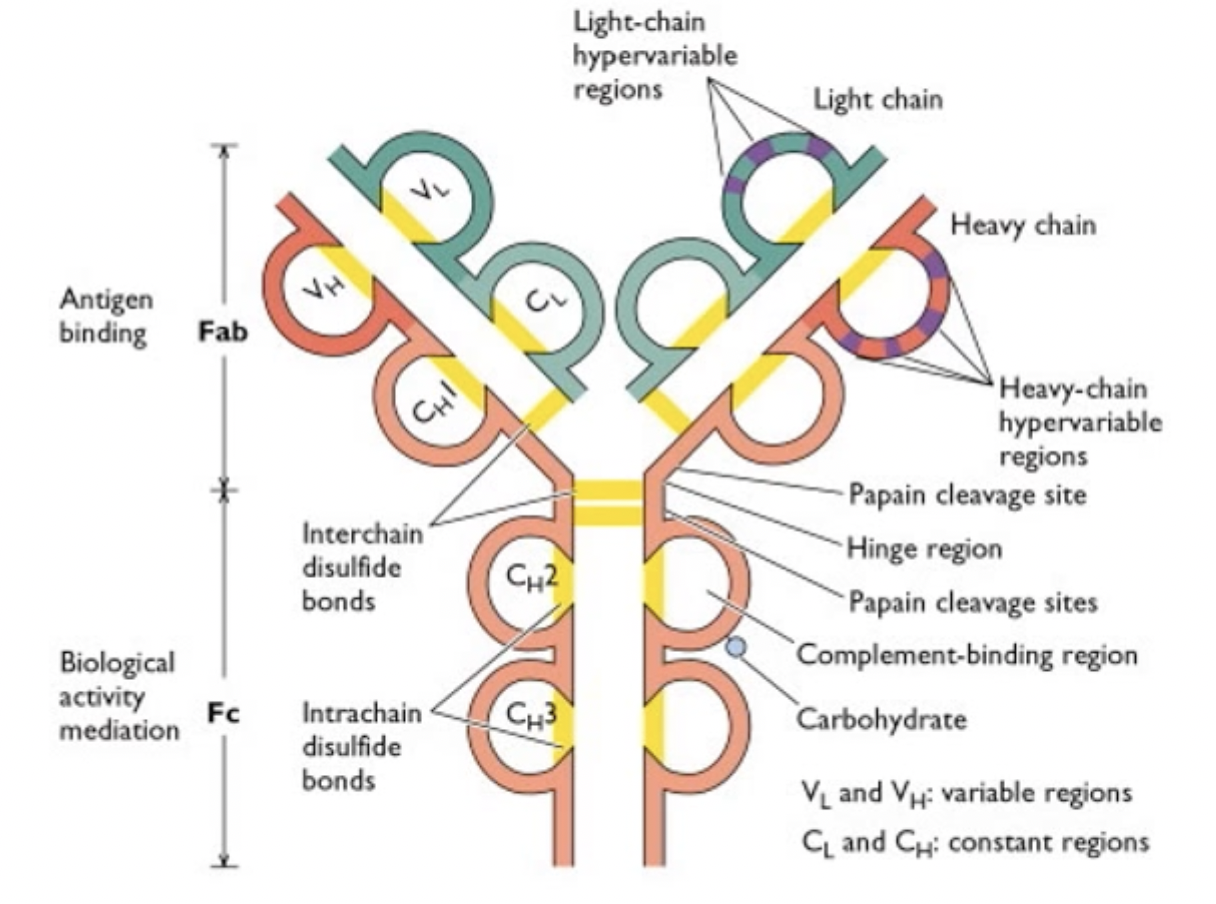 Light-chain
hypervariable
regions
Light chain
Heavy chain
V_L
V_H
C_L
C_H1
Antigen
binding
Fab
Heavy-chain
hypervariable
regions
Papain cleavage site
Hinge region
Papain cleavage sites
Interchain
disulfide
bonds
C_H2
Complement-binding region
Biological
activity
mediation
Fc
Intrachain
disulfide
bonds
C_H3
Carbohydrate
V_L and V_H: variable regions
C_L and C_H: constant regions